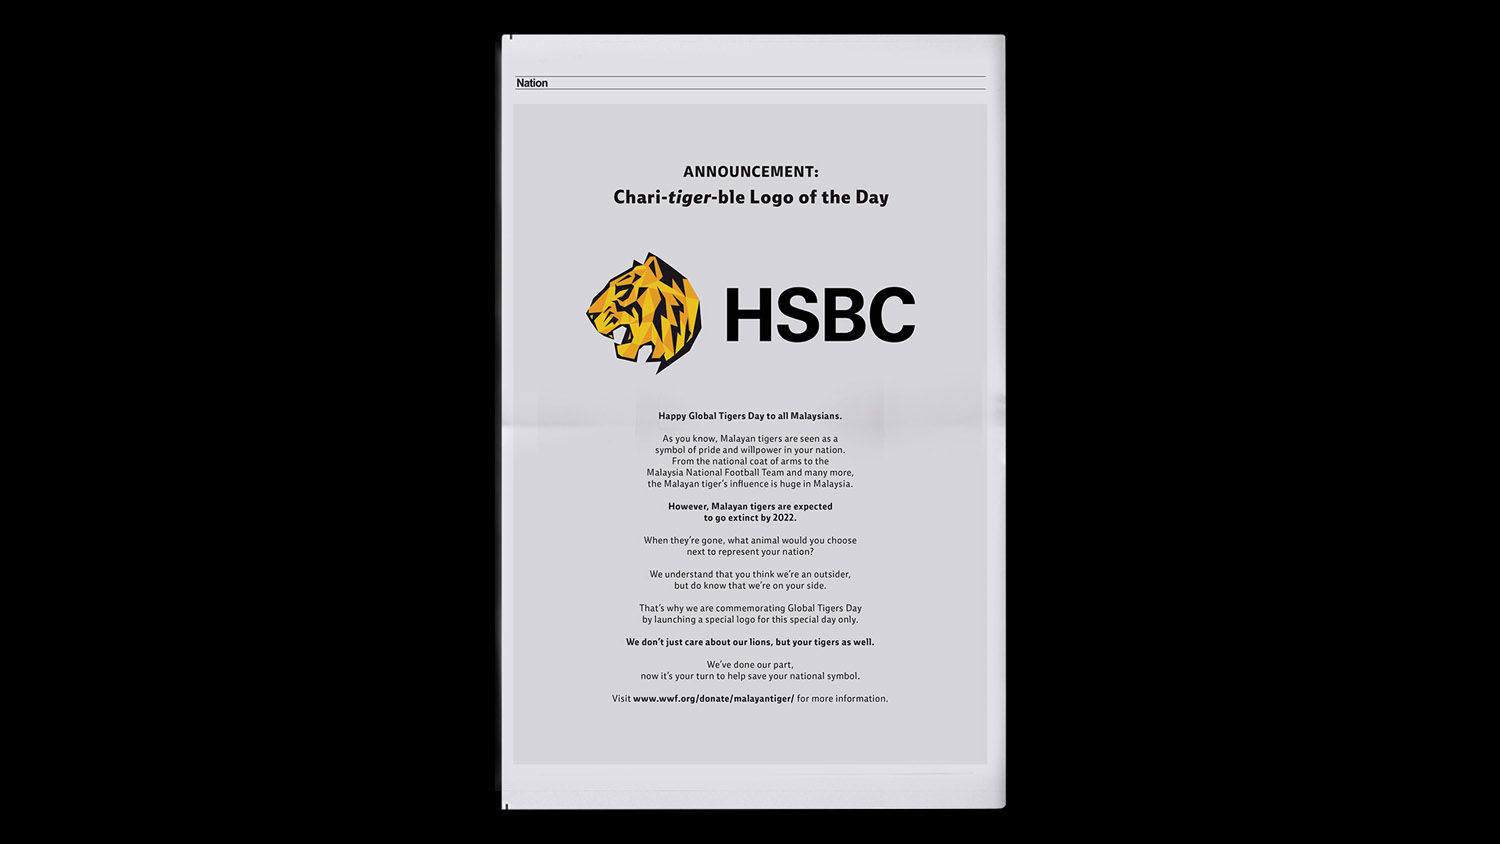 Nation
ANNOUNCEMENT:
Chari-tiger-ble Logo of the Day
HSBC
Happy Global Tigers Day to all Malaysians.
As you know, Malayan tigers are seen as a
symbol of pride and willpower in your nation.
From the national coat of arms to the
Malaysia National Football Team and many more,
the Malayan tiger's influence is huge in Malaysia.
However, Malayan tigers are expected
to go extinct by 2022.
When they're gone, what animal would you choose
next to represent your nation?
We understand that you think we're an outsider,
but do know that we're on your side.
That's why we are commemorating Global Tigers Day
by launching a special logo for this special day only.
We don't just care about our lions, but your tigers as well.
We've done our part,
now it's your turn to help save your national symbol.
Visit www.wwf.org/donate/malayantiger/ for more information.